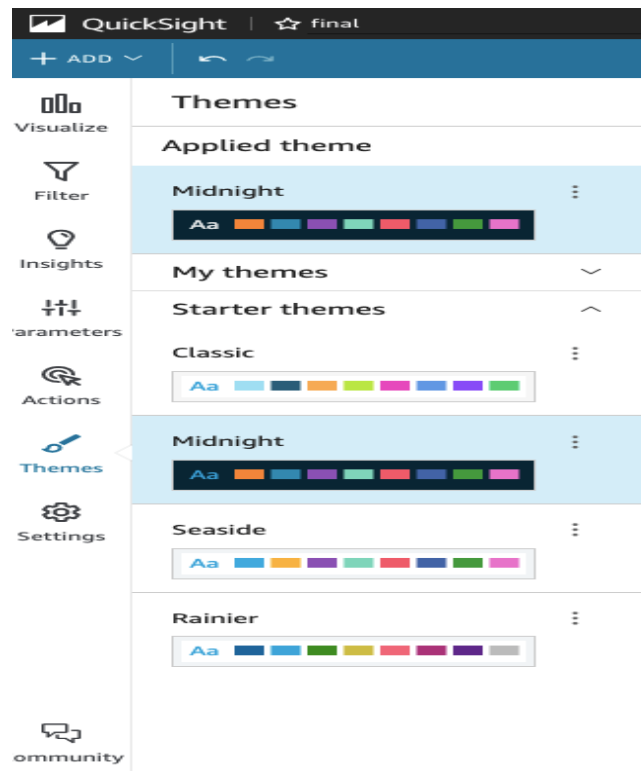 QuickSight | final
+ ADD
Visualize
Filter
Insights
arameters
Actions
Themes
Settings
ommunity
Themes
Applied theme
Midnight
Aa
My themes
Starter themes
Classic
Aa
Midnight
Aa
Seaside
Aa
Rainier
Aa